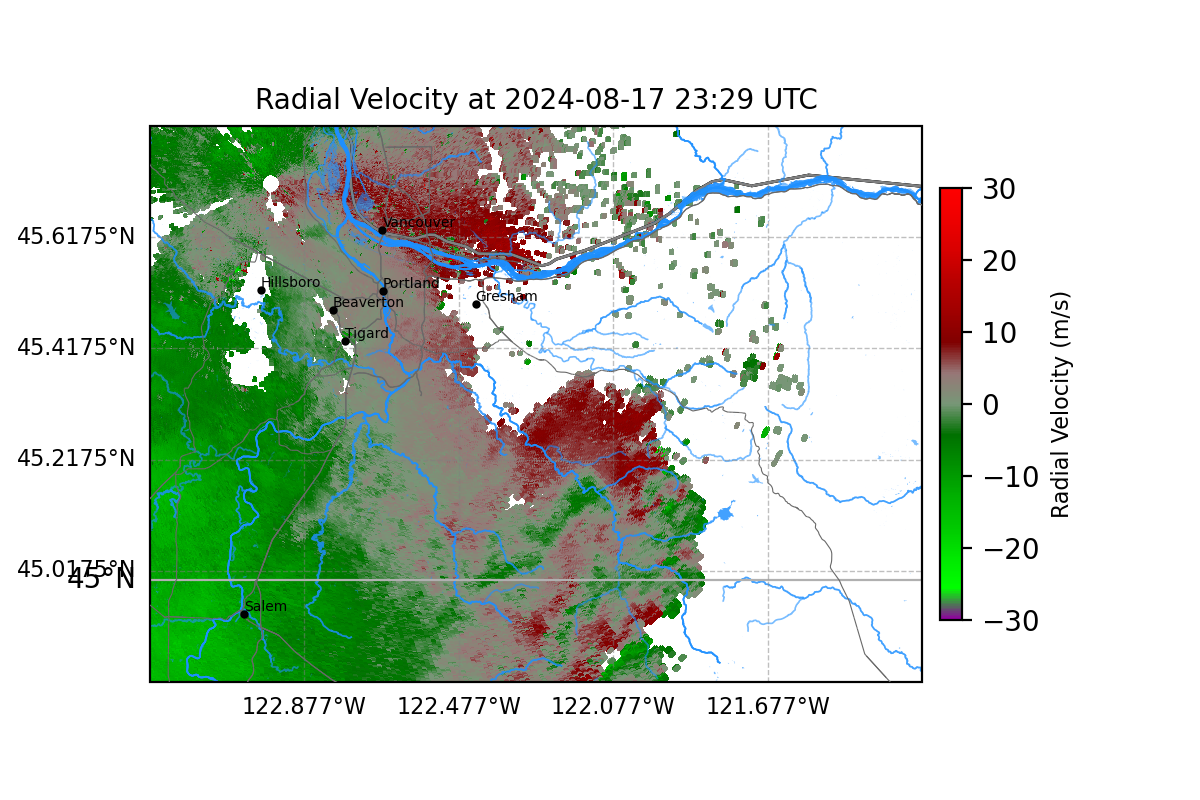 Radial Velocity at 2024-08-17 23:29 UTC
Vancouver
Hillsboro
Portland
Beaverton
Gresham
Tigard
Salem
45.6175°N
45.4175°N
45.2175°N
45.0175°N
45°N
122.877°W 122.477°W 122.077°W 121.677°W
30
20
10
0
−10
−20
−30
Radial Velocity (m/s)